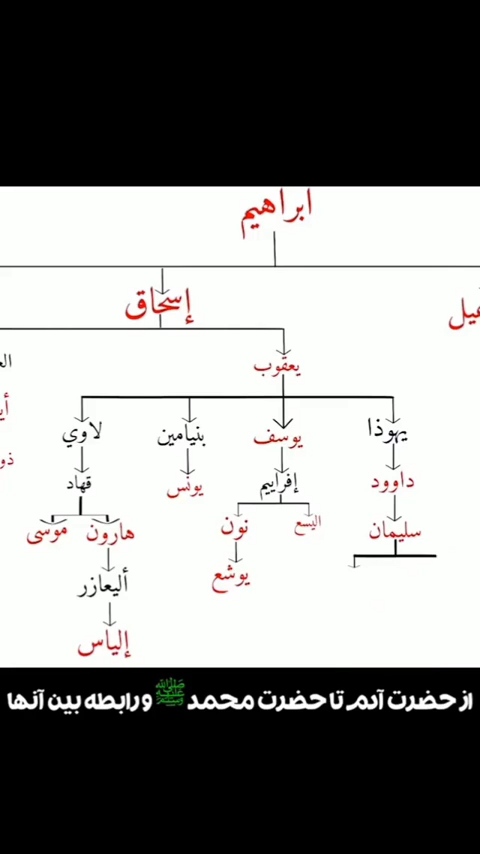 ابراهيم
إسحاق
يعقوب
يهوذا
يوسف
بنيامين
لاوي
داوود
إفراييم
يونس
قهاد
سليمان
اليسع
نون
هارون
موسى
يوشع
أليعازر
إلياس
از حضرت آدم تا حضرت محمد ﷺ و رابطه بین آنها